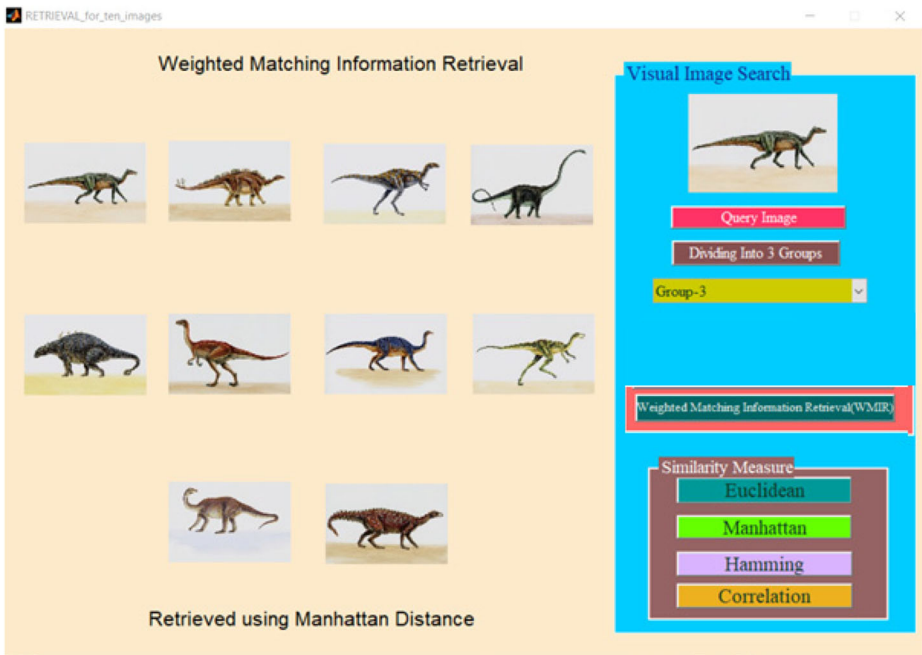 RETRIEVAL_for_ten_images
Weighted Matching Information Retrieval
Retrieved using Manhattan Distance
Visual Image Search
Query Image
Dividing Into 3 Groups
Group-3
Weighted Matching Information Retrieval(WMIR)
Similarity Measure
Euclidean
Manhattan
Hamming
Correlation